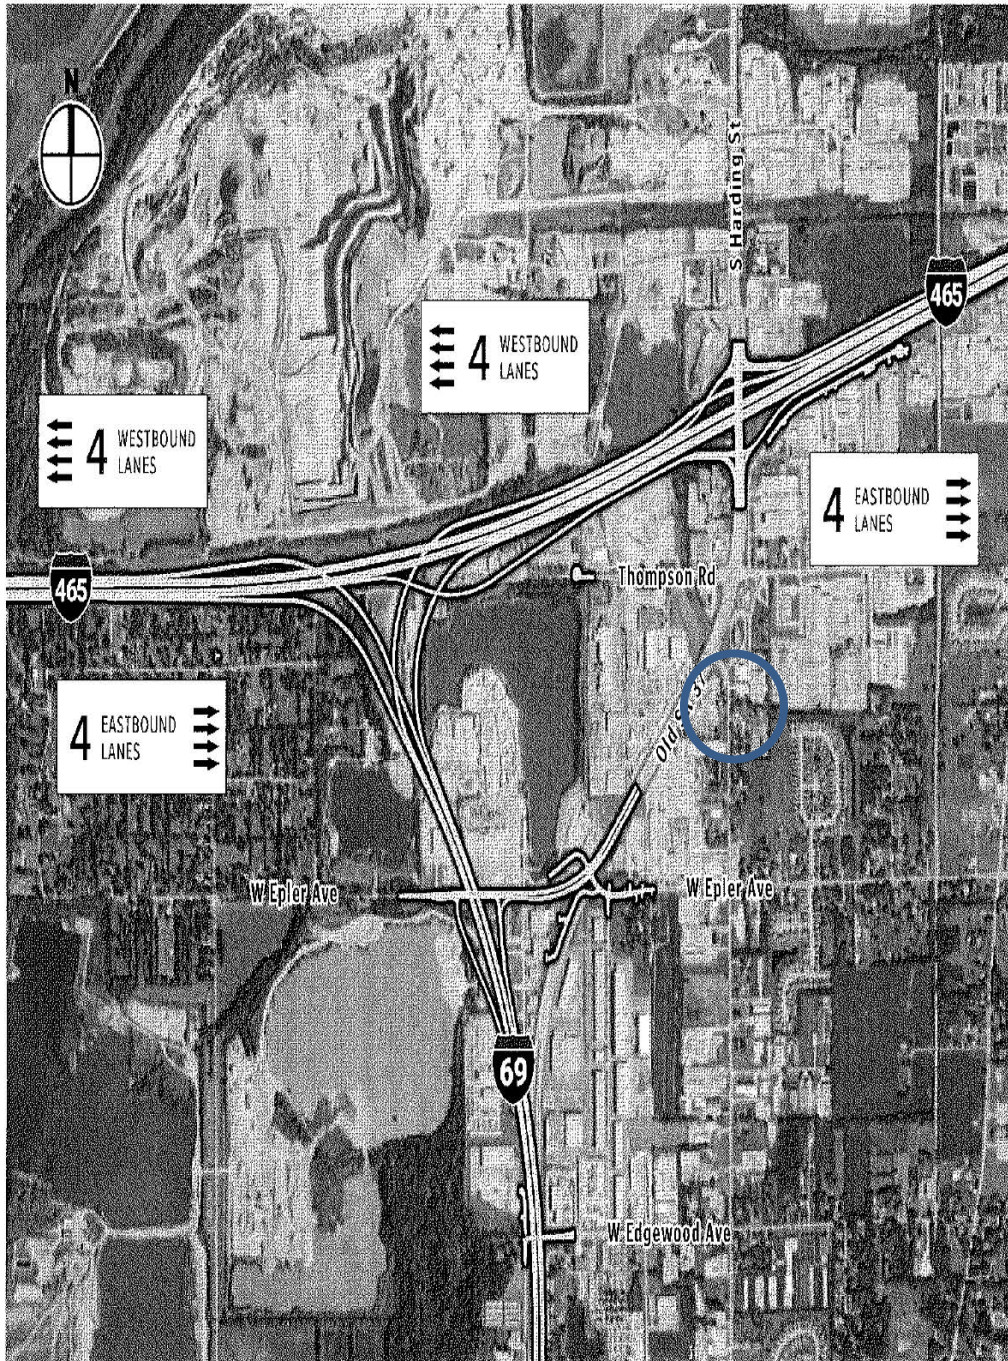 N
S Harding St
465
4 WESTBOUND
LANES
4 WESTBOUND
LANES
4 EASTBOUND
LANES
465
Thompson Rd
Old SR 37
4 EASTBOUND
LANES
W Epler Ave
W Epler Ave
69
W Edgewood Ave